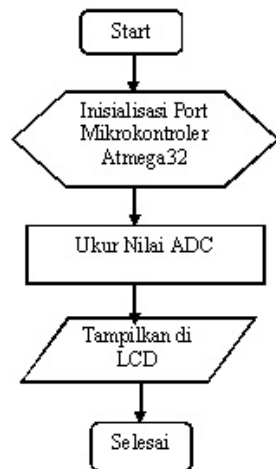 Start
Inisialisasi Port
Mikrokontroler
Atmega32
Ukur Nilai ADC
Tampilkan di
LCD
Selesai